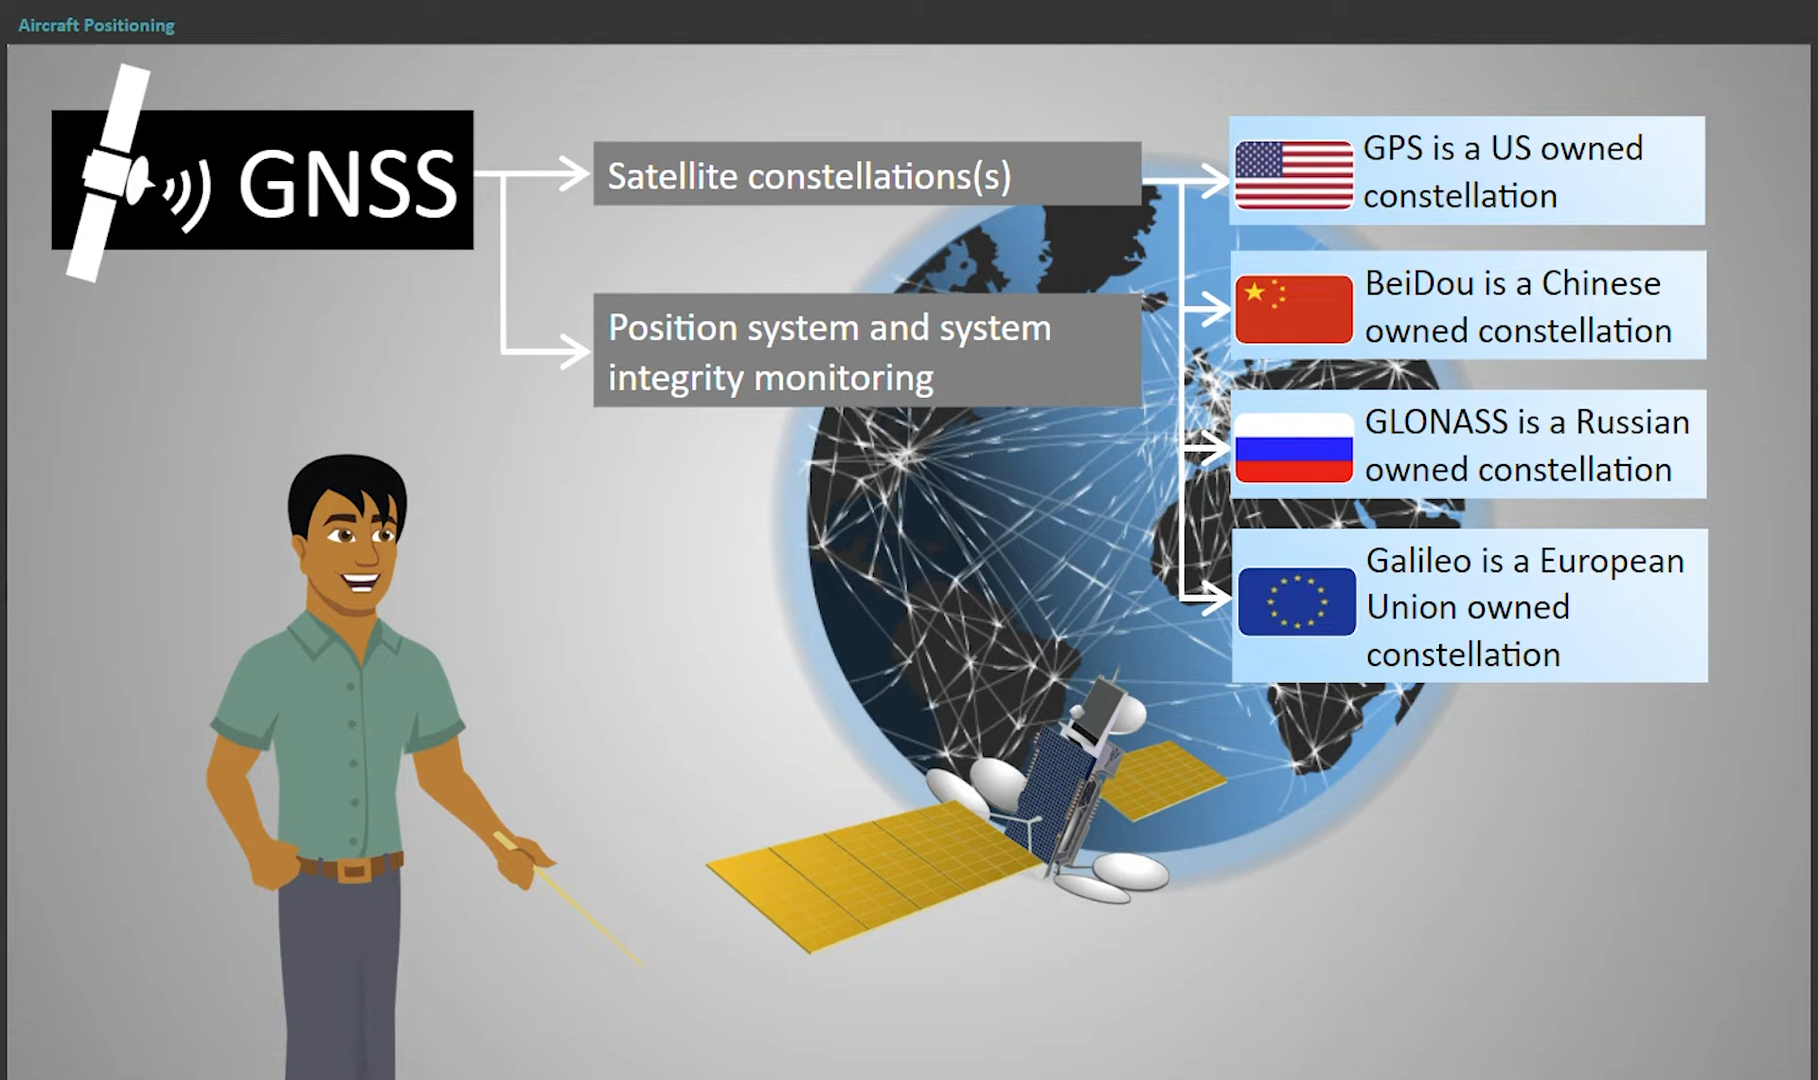 Aircraft Positioning
GNSS
Satellite constellations(s)
Position system and system
integrity monitoring
GPS is a US owned
constellation
BeiDou is a Chinese
owned constellation
GLONASS is a Russian
owned constellation
Galileo is a European
Union owned
constellation